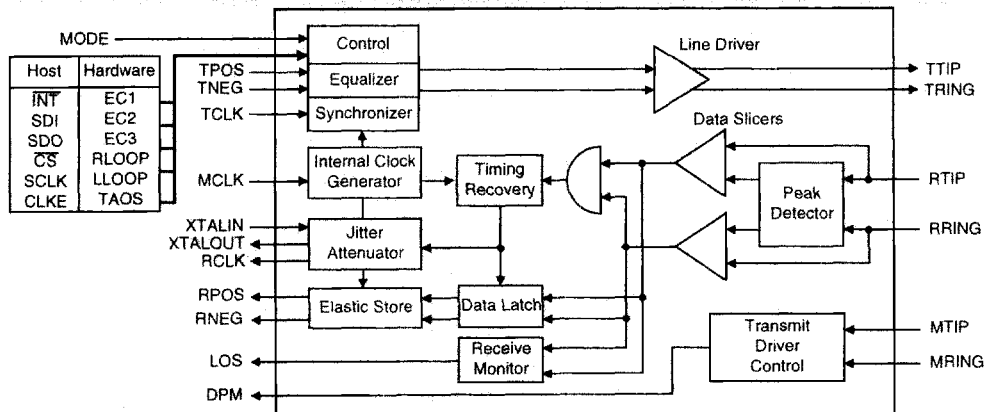 MODE
Host Hardware
INT EC1
SDI EC2
SDO EC3
CS RLOOP
SCLK LLOOP
CLKE TAOS
TPOS
TNEG
TCLK
MCLK
XTALIN
XTALOUT
RCLK
RPOS
RNEG
LOS
DPM
Control
Equalizer
Synchronizer
Internal Clock
Generator
Jitter
Attenuator
Elastic Store
Timing
Recovery
Data Latch
Receive
Monitor
Line Driver
Data Slicers
Peak
Detector
Transmit
Driver
Control
TTIP
TRING
RTIP
RRING
MTIP
MRING